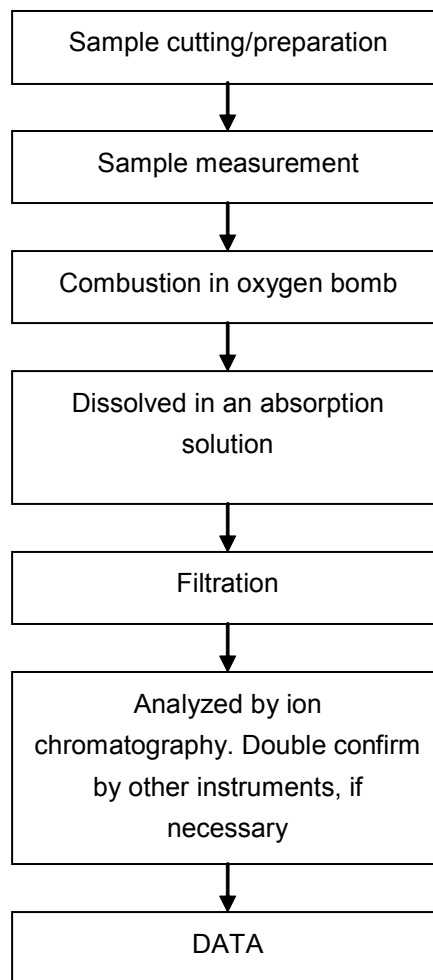 Sample cutting/preparation
Sample measurement
Combustion in oxygen bomb
Dissolved in an absorption
solution
Filtration
Analyzed by ion
chromatography. Double confirm
by other instruments, if
necessary
DATA